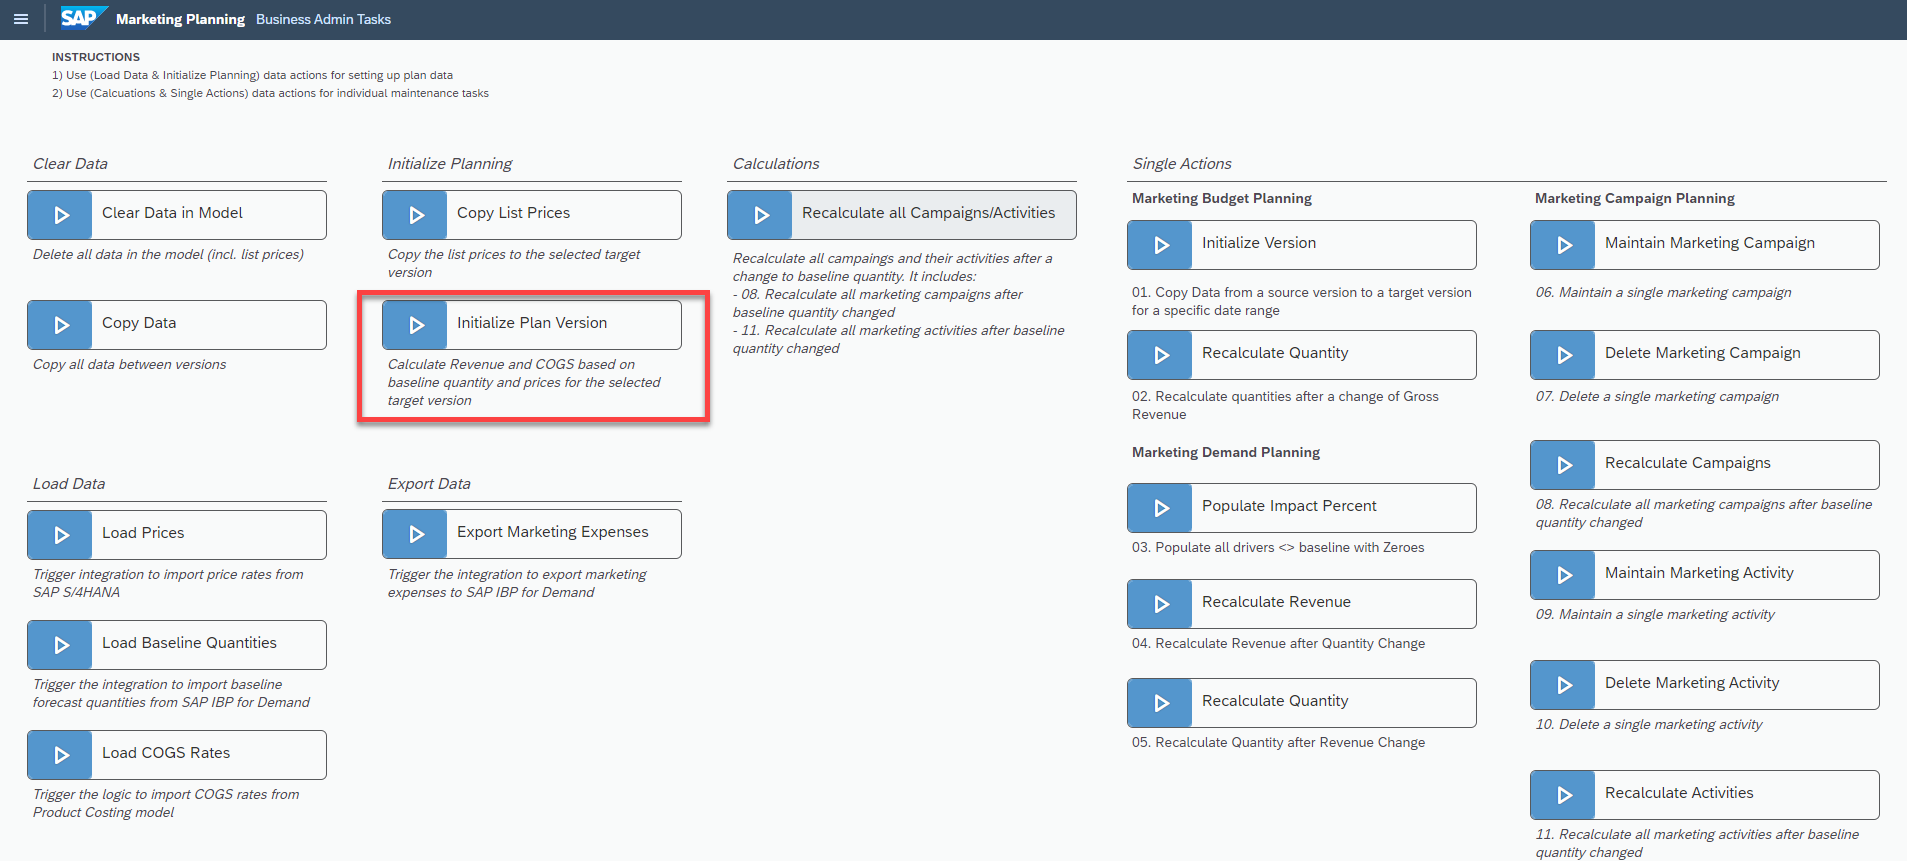 SAP Marketing Planning Business Admin Tasks
INSTRUCTIONS
1) Use (Load Data & Initialize Planning) data actions for setting up plan data
2) Use (Calcuations & Single Actions) data actions for individual maintenance tasks
Clear Data
Clear Data in Model
Delete all data in the model (incl. list prices)
Copy Data
Copy all data between versions
Initialize Planning
Copy List Prices
Copy the list prices to the selected target
version
Initialize Plan Version
Calculate Revenue and COGS based on
baseline quantity and prices for the selected
target version
Calculations
Recalculate all Campaigns/Activities
Recalculate all campaings and their activities after a
change to baseline quantity. It includes:
- 08. Recalculate all marketing campaigns after
baseline quantity changed
- 11. Recalculate all marketing activities after baseline
quantity changed
Load Data
Load Prices
Trigger integration to import price rates from
SAP S/4HANA
Load Baseline Quantities
Trigger the integration to import baseline
forecast quantities from SAP IBP for Demand
Load COGS Rates
Trigger the logic to import COGS rates from
Product Costing model
Export Data
Export Marketing Expenses
Trigger the integration to export marketing
expenses to SAP IBP for Demand
Single Actions
Marketing Budget Planning
Initialize Version
01. Copy Data from a source version to a target version
for a specific date range
Recalculate Quantity
02. Recalculate quantities after a change of Gross
Revenue
Marketing Demand Planning
Populate Impact Percent
03. Populate all drivers <> baseline with Zeroes
Recalculate Revenue
04. Recalculate Revenue after Quantity Change
Recalculate Quantity
05. Recalculate Quantity after Revenue Change
Marketing Campaign Planning
Maintain Marketing Campaign
06. Maintain a single marketing campaign
Delete Marketing Campaign
07. Delete a single marketing campaign
Recalculate Campaigns
08. Recalculate all marketing campaigns after baseline
quantity changed
Maintain Marketing Activity
09. Maintain a single marketing activity
Delete Marketing Activity
10. Delete a single marketing activity
Recalculate Activities
11. Recalculate all marketing activities after baseline
quantity changed